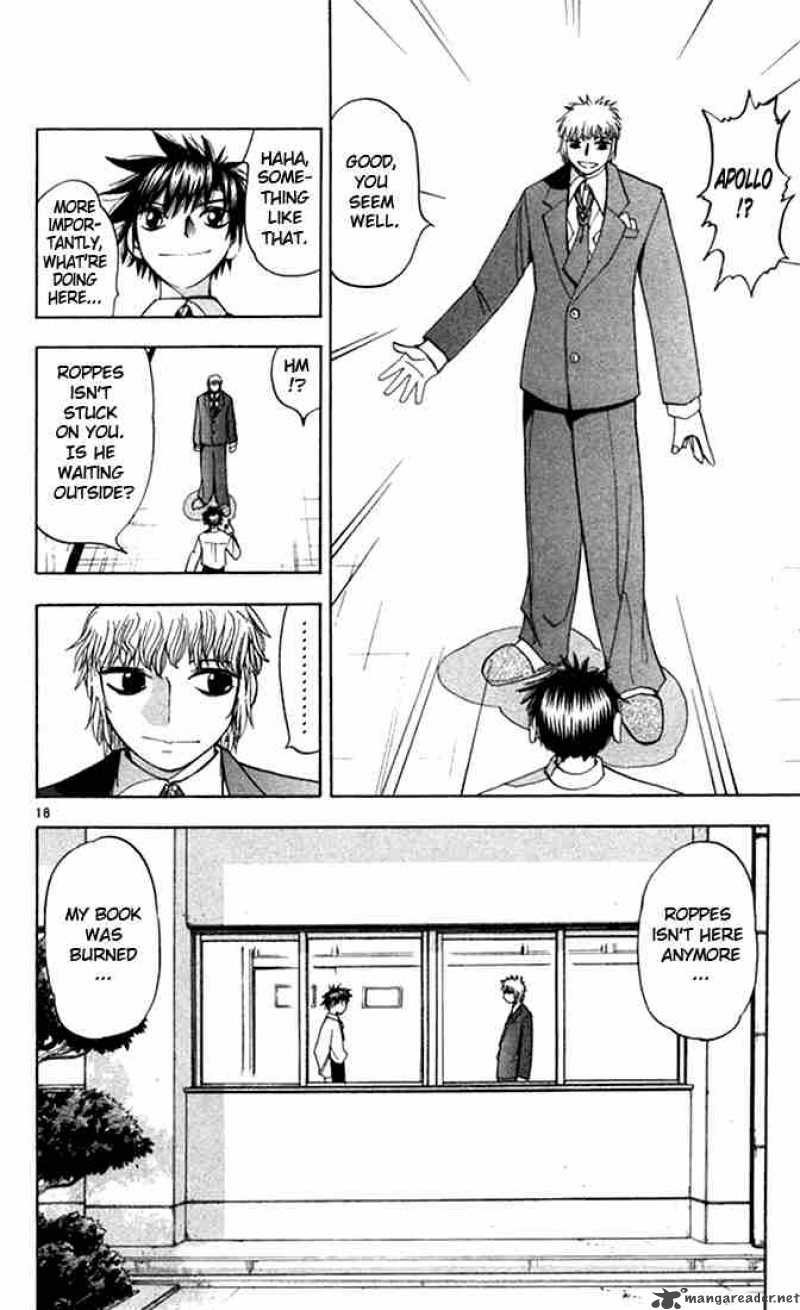 APOLLO
!?
GOOD,
YOU
SEEM
WELL.
HAHA,
SOME-
THING
LIKE
THAT.
MORE
IMPOR-
TANTLY,
WHAT'RE
DOING
HERE...
HM
!?
ROPPES
ISN'T
STUCK
ON YOU.
IS HE
WAITING
OUTSIDE?
.........
18
ROPPES
ISN'T HERE
ANYMORE
...
MY BOOK
WAS
BURNED
...
mangareader.net